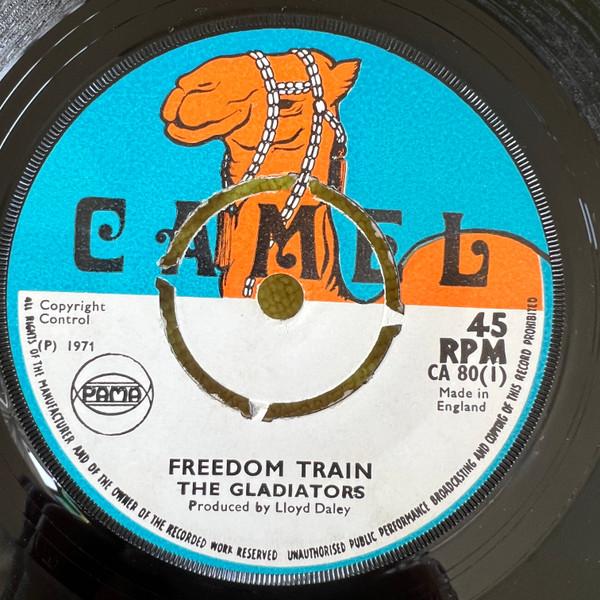 CAMEL
Copyright
Control
(P) 1971
PAMA
45
RPM
CA 80(1)
Made in
England
FREEDOM TRAIN
THE GLADIATORS
Produced by Lloyd Daley
ALL RIGHTS OF THE MANUFACTURER AND OF THE OWNER OF THE RECORDED WORK RESERVED UNAUTHORISED PUBLIC PERFORMANCE BROADCASTING AND COPYING OF THIS RECORD PROHIBITED